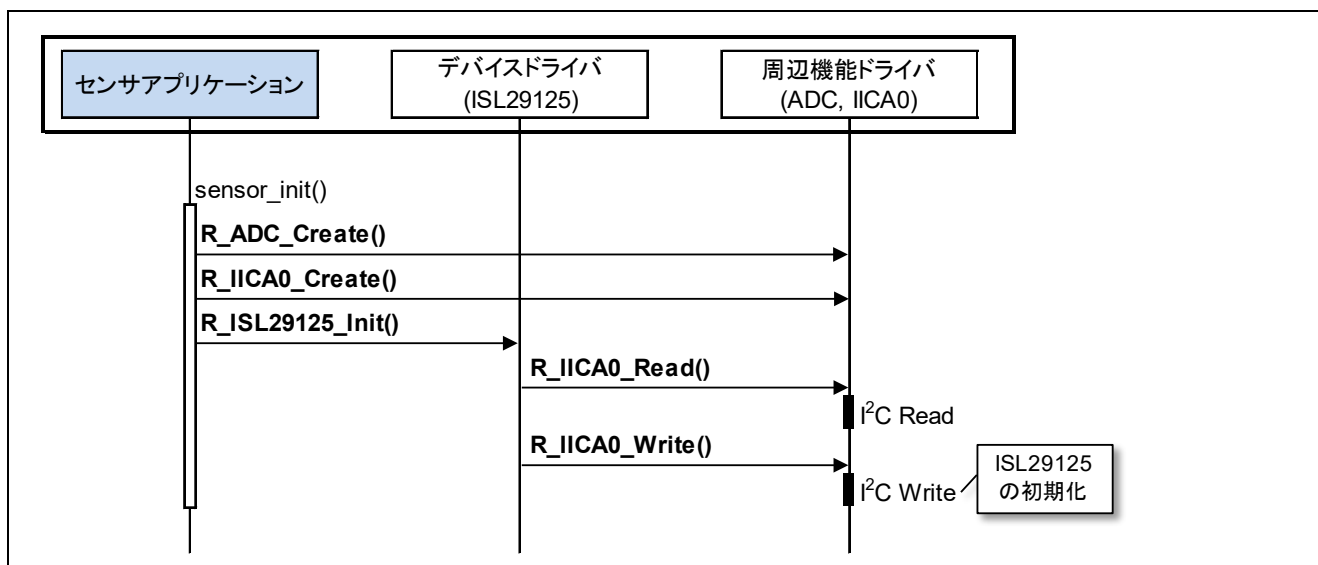 センサアプリケーション
デバイスドライバ
(ISL29125)
周辺機能ドライバ
(ADC, IICA0)
sensor_init()
R_ADC_Create()
R_IICA0_Create()
R_ISL29125_Init()
R_IICA0_Read()
I²C Read
R_IICA0_Write()
I²C Write
ISL29125
の初期化